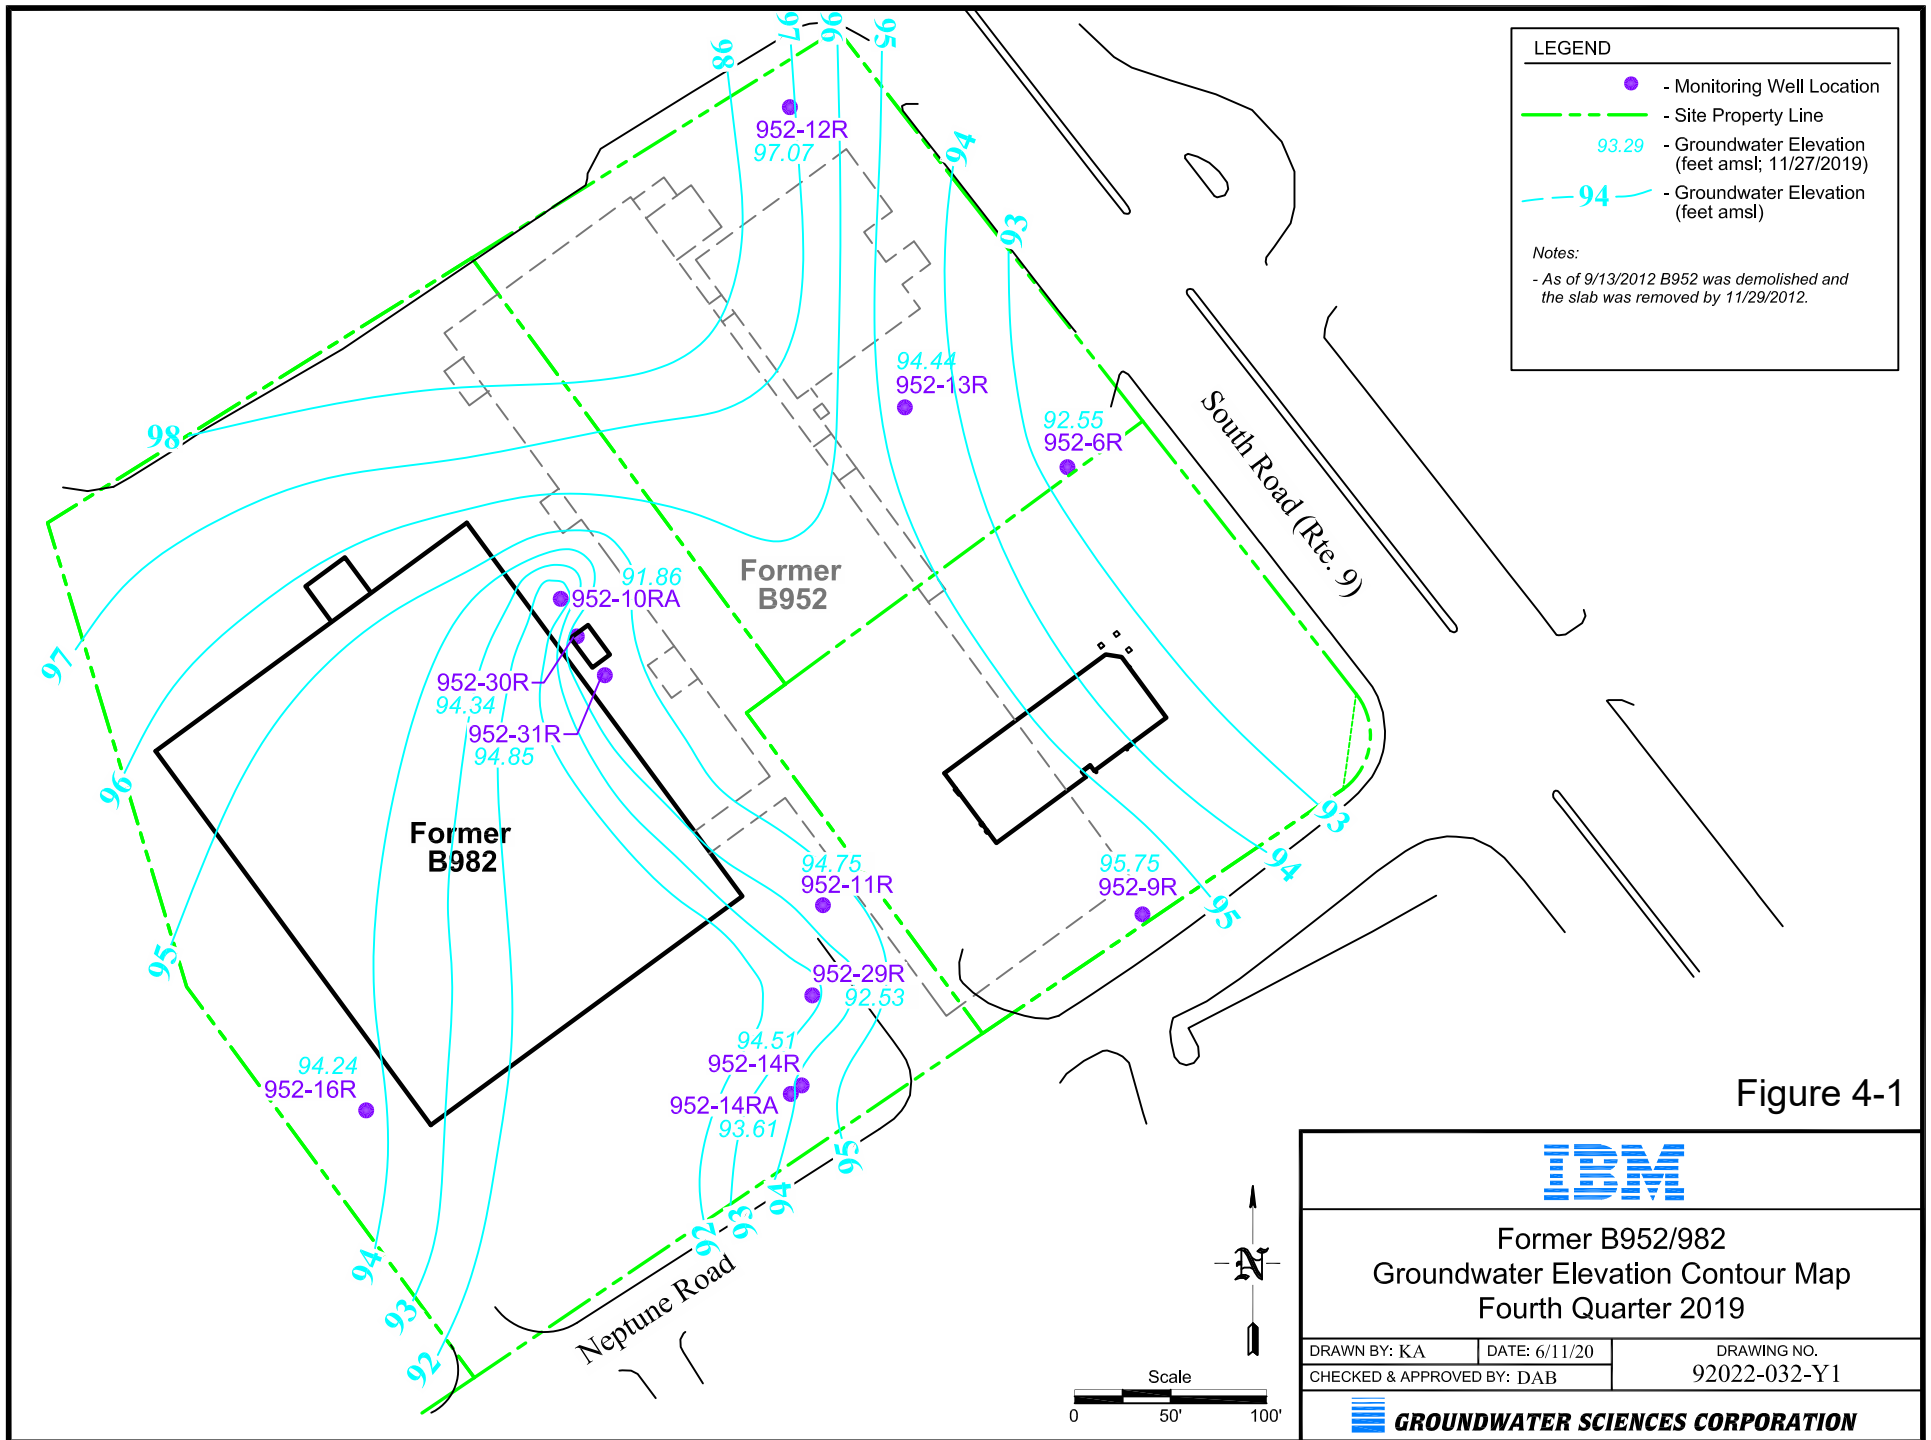 98
97
96
95
LEGEND
- Monitoring Well Location
- Site Property Line
93.29 - Groundwater Elevation
(feet amsl; 11/27/2019)
94 - Groundwater Elevation
(feet amsl)
Notes:
- As of 9/13/2012 B952 was demolished and
the slab was removed by 11/29/2012.
952-12R
97.07
94
93
94.44
952-13R
92.55
952-6R
South Road (Rte. 9)
98
97
96
95
91.86
952-10RA
Former
B952
952-30R
94.34
952-31R
94.85
Former
B982
94.75
952-11R
95.75
952-9R
93
94
95
952-29R
92.53
94.51
952-14R
952-14RA
93.61
94.24
952-16R
94
93
92
92
93
94
95
Neptune Road
Figure 4-1
N
Scale
0 50' 100'
IBM
Former B952/982
Groundwater Elevation Contour Map
Fourth Quarter 2019
DRAWN BY: KA
DATE: 6/11/20
DRAWING NO.
92022-032-Y1
CHECKED & APPROVED BY: DAB
GROUNDWATER SCIENCES CORPORATION